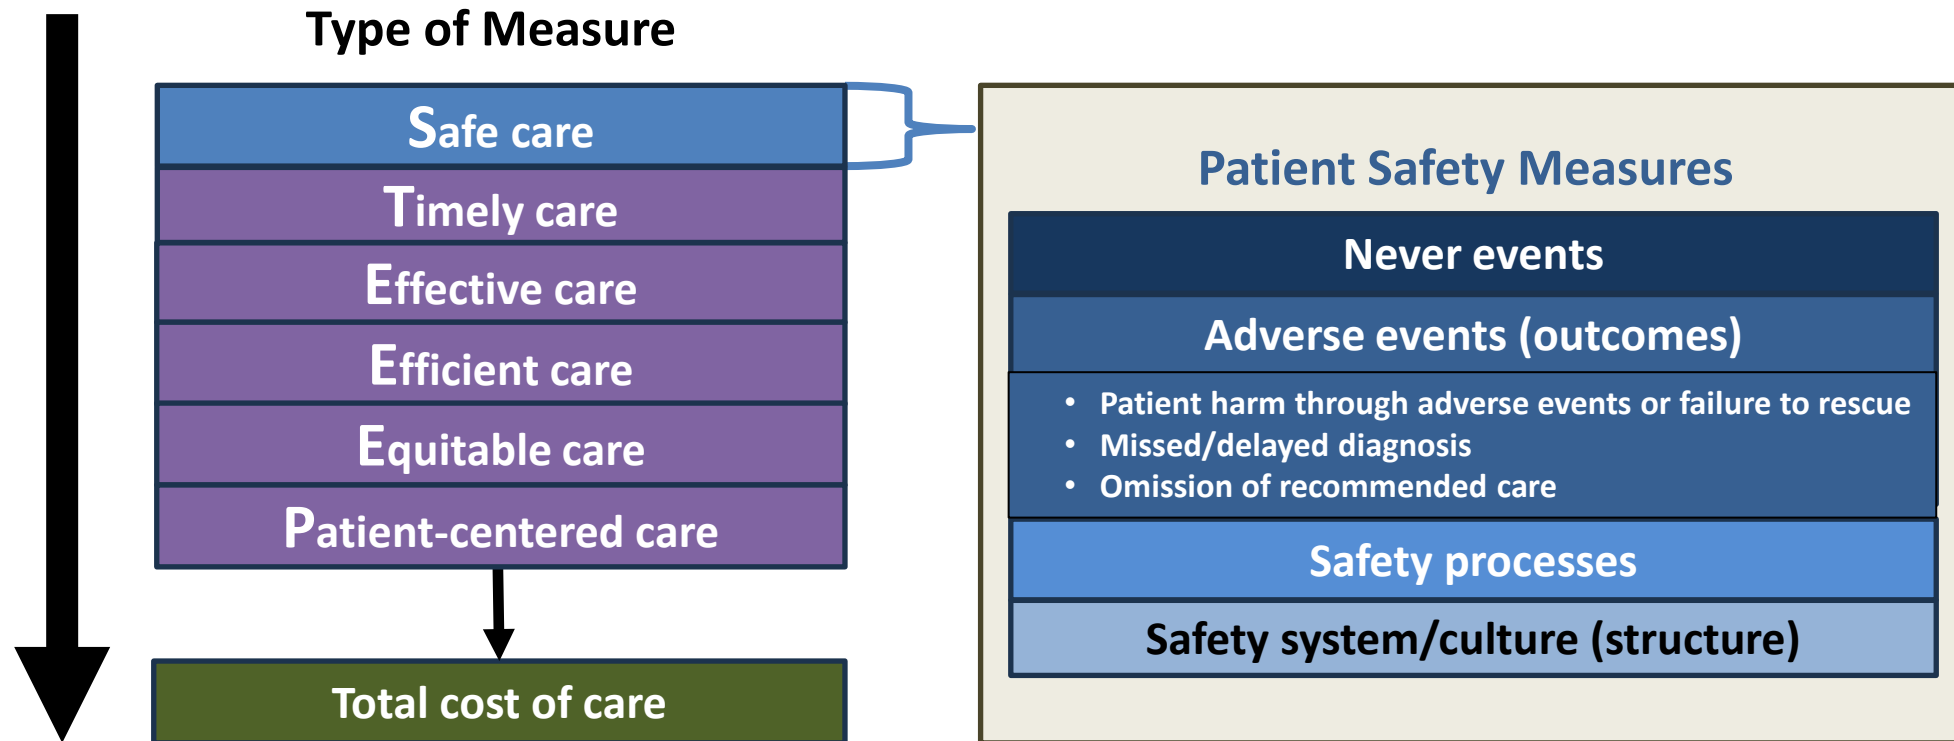 Type of Measure
Safe care
Timely care
Effective care
Efficient care
Equitable care
Patient-centered care
Total cost of care
Patient Safety Measures
Never events
Adverse events (outcomes)
• Patient harm through adverse events or failure to rescue
• Missed/delayed diagnosis
• Omission of recommended care
Safety processes
Safety system/culture (structure)